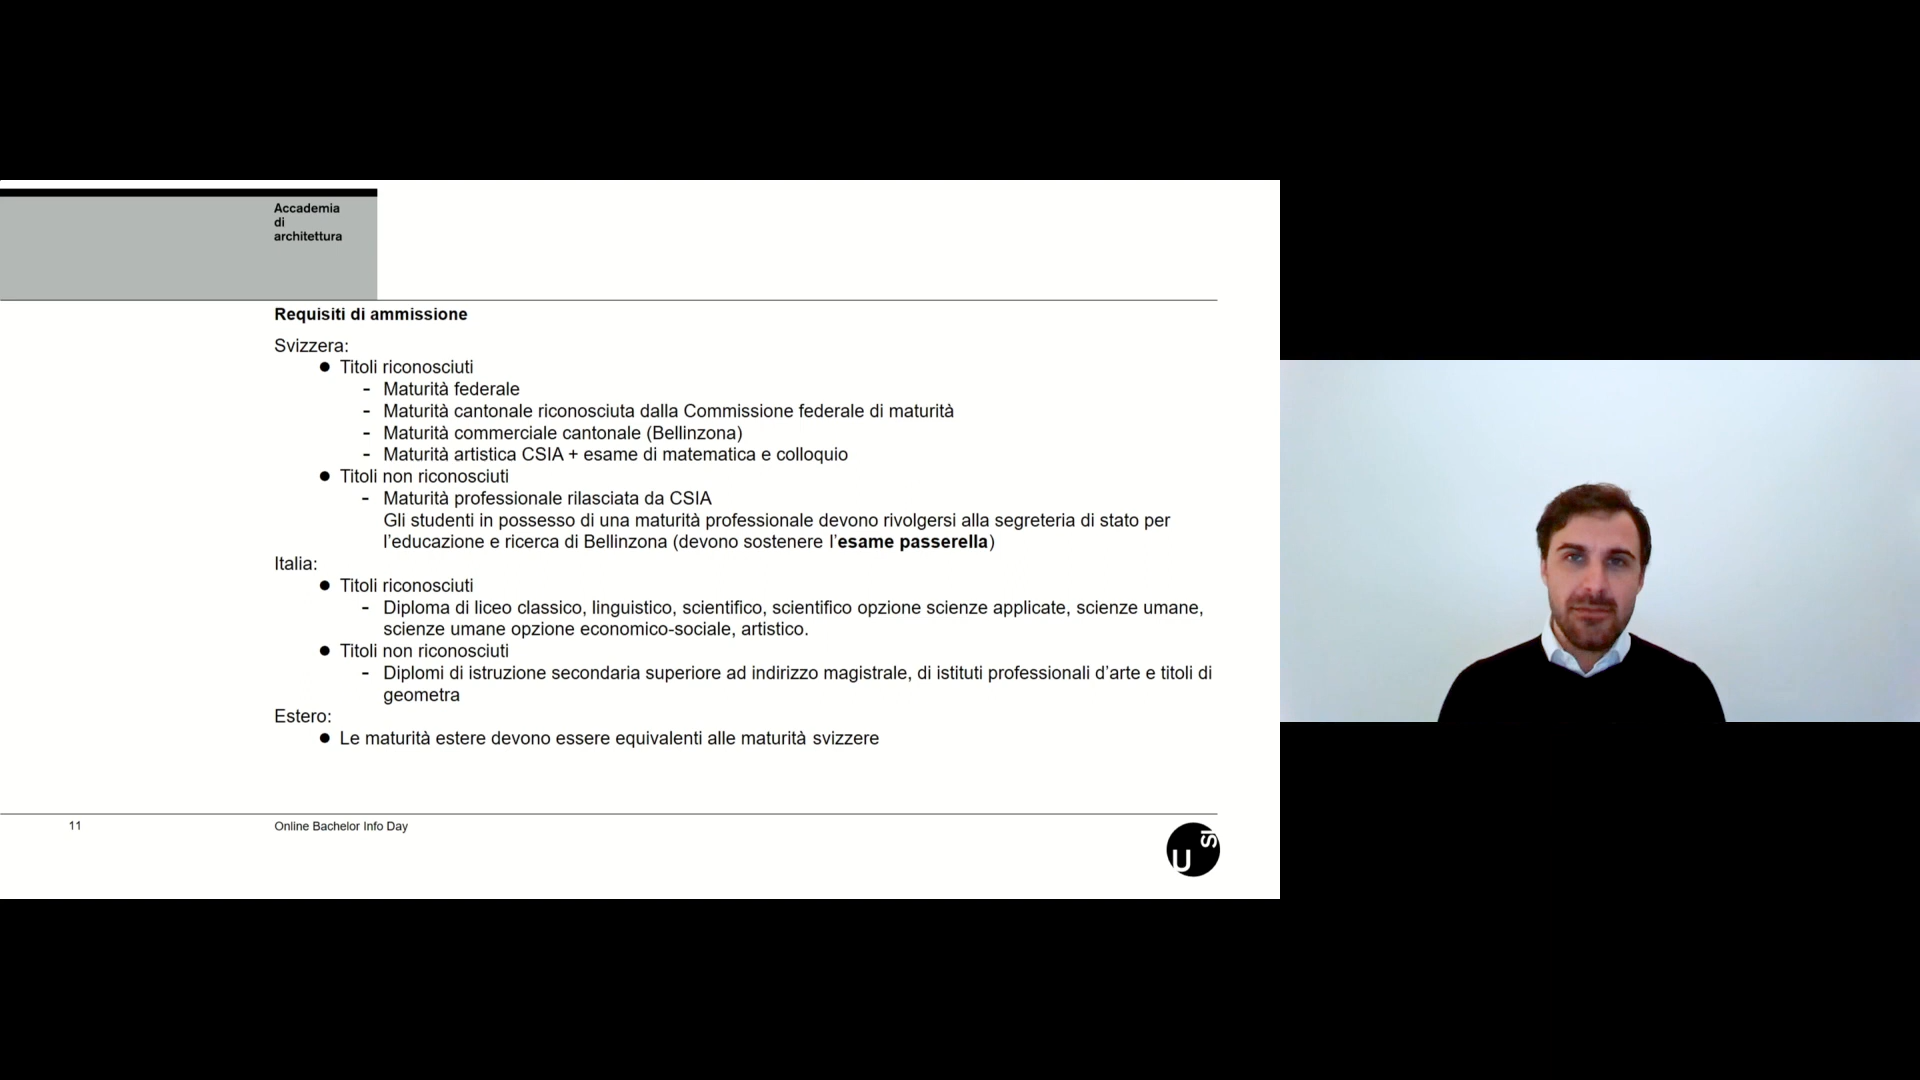 Accademia
di
architettura
Requisiti di ammissione
Svizzera:
● Titoli riconosciuti
- Maturità federale
- Maturità cantonale riconosciuta dalla Commissione federale di maturità
- Maturità commerciale cantonale (Bellinzona)
- Maturità artistica CSIA + esame di matematica e colloquio
● Titoli non riconosciuti
- Maturità professionale rilasciata da CSIA
Gli studenti in possesso di una maturità professionale devono rivolgersi alla segreteria di stato per
l’educazione e ricerca di Bellinzona (devono sostenere l’esame passerella)
Italia:
● Titoli riconosciuti
- Diploma di liceo classico, linguistico, scientifico, scientifico opzione scienze applicate, scienze umane,
scienze umane opzione economico-sociale, artistico.
● Titoli non riconosciuti
- Diplomi di istruzione secondaria superiore ad indirizzo magistrale, di istituti professionali d’arte e titoli di
geometra
Estero:
● Le maturità estere devono essere equivalenti alle maturità svizzere
11
Online Bachelor Info Day
U
SI